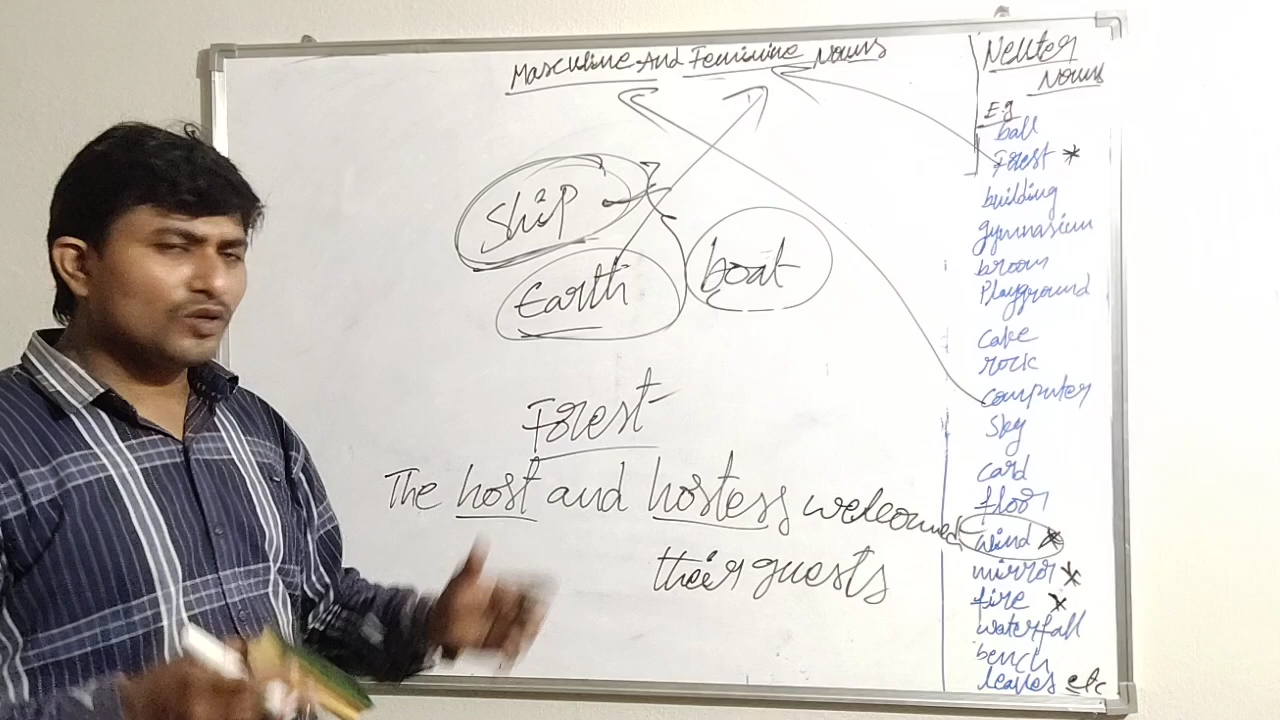 Masculine And Feminine Nouns
Ship
Earth
boat
Forest
The host and hostess welcomed
their guests
Neuter
Nouns
E.g
ball
Forest *
building
gymnasium
broom
Playground
cake
rock
computer
Sky
card
floor
wind *
mirror *
fire *
waterfall
bench
leaves etc